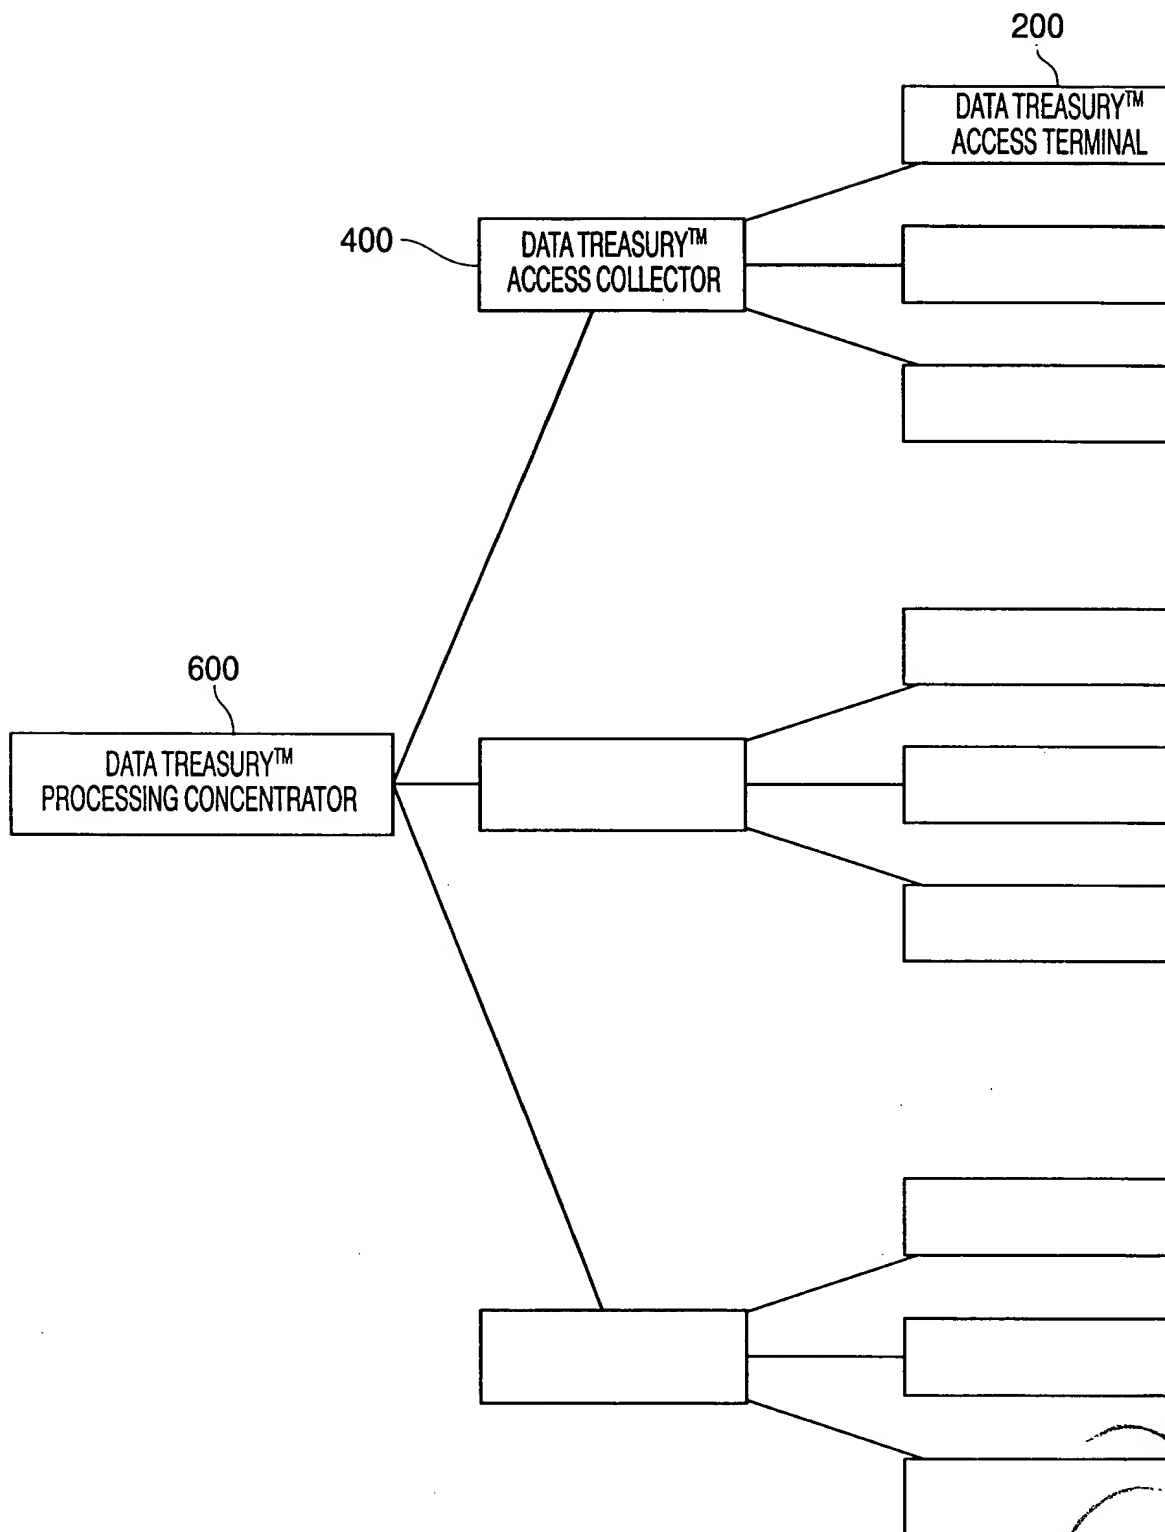 200
DATA TREASURY™
ACCESS TERMINAL
400
DATA TREASURY™
ACCESS COLLECTOR
600
DATA TREASURY™
PROCESSING CONCENTRATOR